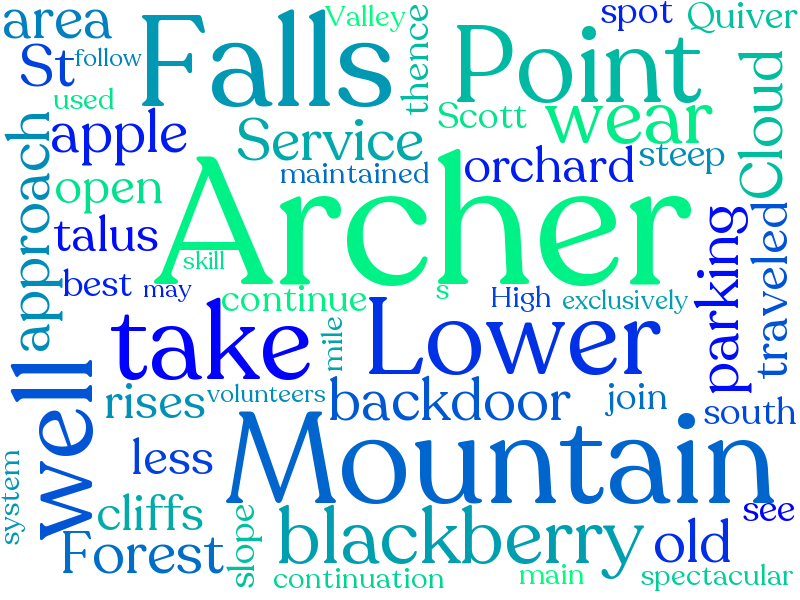 area
Falls
Valley
thence
spot
Quiver
St
follow
Point
used
Scott
wear
Cloud
apple
Service
approach
maintained
orchard
steep
open
Archer
talus
skill
parking
traveled
best
may
continue
s
High
exclusively
take
mile
Lower
well
rises
volunteers
backdoor
join
south
less
Mountain
system
cliffs
slope
blackberry
old
see
Forest
continuation
main
spectacular